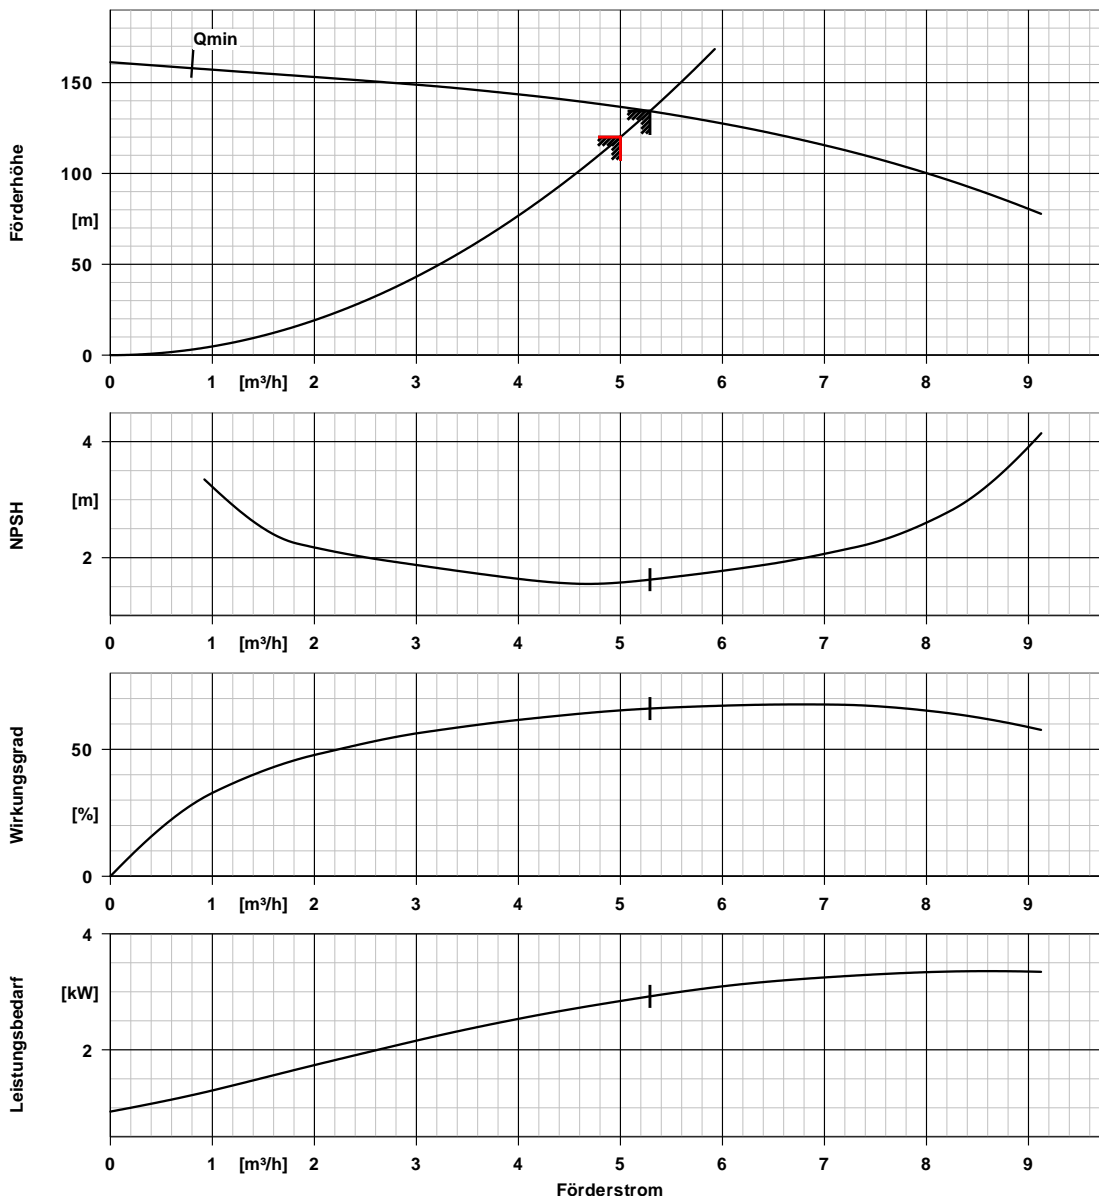 Qmin
150
100
[m]
50
0
Förderhöhe
0 1 [m³/h] 2 3 4 5 6 7 8 9
4
[m]
2
NPSH
0 1 [m³/h] 2 3 4 5 6 7 8 9
50
[%]
0
Wirkungsgrad
0 1 [m³/h] 2 3 4 5 6 7 8 9
4
[kW]
2
Leistungsbedarf
0 1 [m³/h] 2 3 4 5 6 7 8 9
Förderstrom